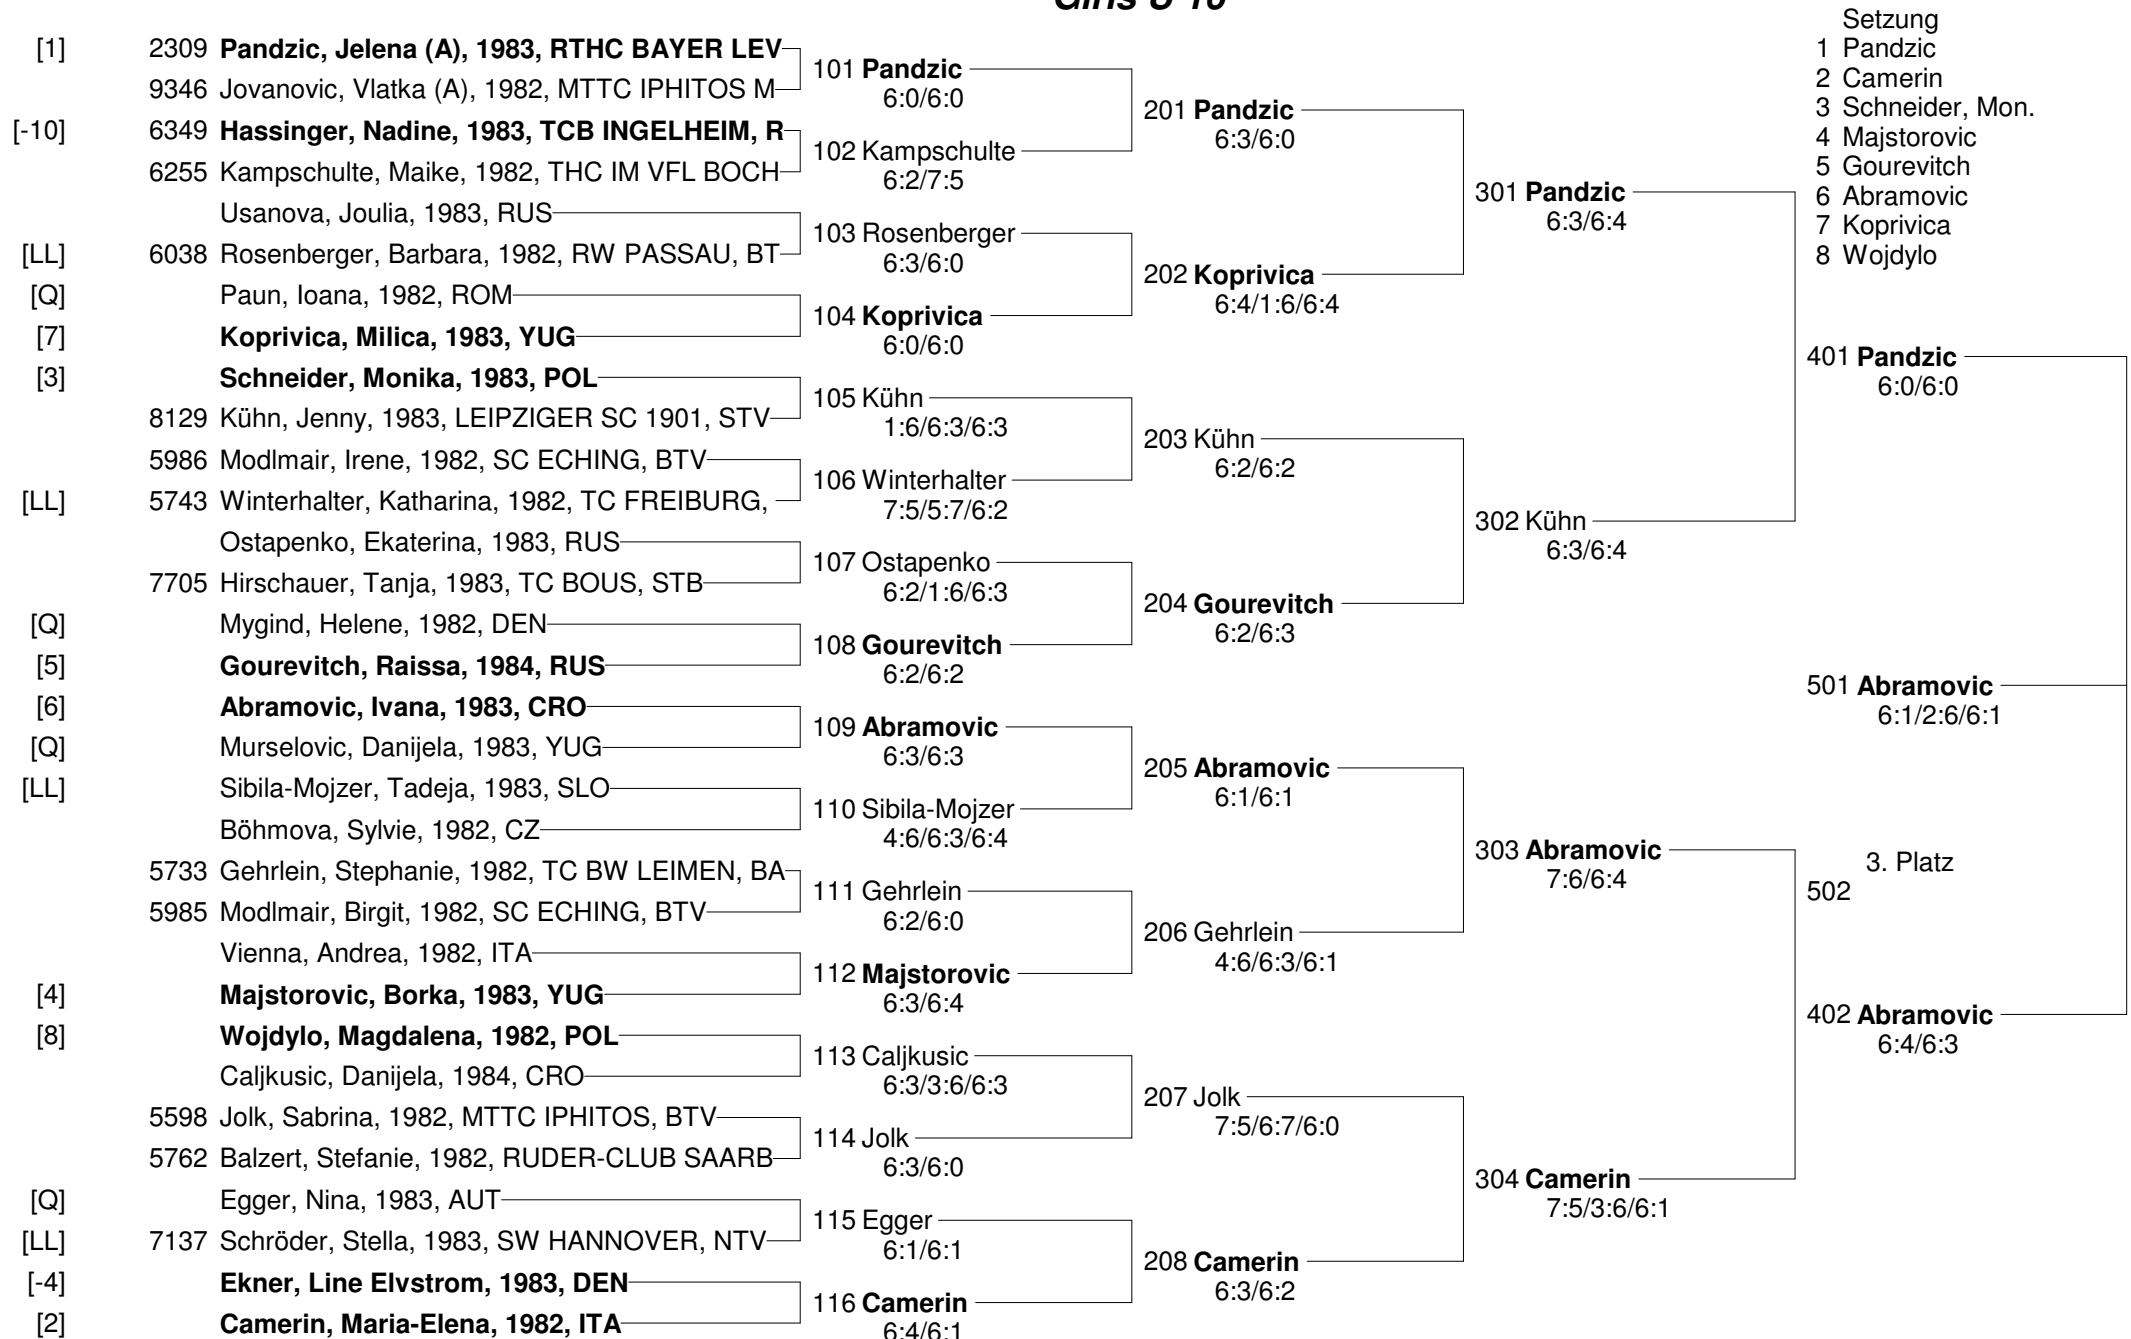 Girls U 16
Setzung
1 Pandzic
2 Camerin
3 Schneider, Mon.
4 Majstorovic
5 Gourevitch
6 Abramovic
7 Koprivica
8 Wojdylo
[1] 2309 Pandzic, Jelena (A), 1983, RTHC BAYER LEV
9346 Jovanovic, Vlatka (A), 1982, MTTC IPHITOS M
[-10] 6349 Hassinger, Nadine, 1983, TCB INGELHEIM, R
6255 Kampschulte, Maike, 1982, THC IM VFL BOCH
Usanova, Joulia, 1983, RUS
[LL] 6038 Rosenberger, Barbara, 1982, RW PASSAU, BT
[Q] Paun, Ioana, 1982, ROM
[7] Koprivica, Milica, 1983, YUG
[3] Schneider, Monika, 1983, POL
8129 Kühn, Jenny, 1983, LEIPZIGER SC 1901, STV
5986 Modlmair, Irene, 1982, SC ECHING, BTV
[LL] 5743 Winterhalter, Katharina, 1982, TC FREIBURG,
Ostapenko, Ekaterina, 1983, RUS
7705 Hirschauer, Tanja, 1983, TC BOUS, STB
[Q] Mygind, Helene, 1982, DEN
[5] Gourevitch, Raissa, 1984, RUS
[6] Abramovic, Ivana, 1983, CRO
[Q] Murselovic, Danijela, 1983, YUG
[LL] Sibila-Mojzer, Tadeja, 1983, SLO
Böhmova, Sylvie, 1982, CZ
5733 Gehrlein, Stephanie, 1982, TC BW LEIMEN, BA
5985 Modlmair, Birgit, 1982, SC ECHING, BTV
Vienna, Andrea, 1982, ITA
[4] Majstorovic, Borka, 1983, YUG
[8] Wojdylo, Magdalena, 1982, POL
Caljkusic, Danijela, 1984, CRO
5598 Jolk, Sabrina, 1982, MTTC IPHITOS, BTV
5762 Balzert, Stefanie, 1982, RUDER-CLUB SAARB
[Q] Egger, Nina, 1983, AUT
[LL] 7137 Schröder, Stella, 1983, SW HANNOVER, NTV
[-4] Ekner, Line Elvstrom, 1983, DEN
[2] Camerin, Maria-Elena, 1982, ITA
101 Pandzic
6:0/6:0
102 Kampschulte
6:2/7:5
103 Rosenberger
6:3/6:0
104 Koprivica
6:0/6:0
105 Kühn
1:6/6:3/6:3
106 Winterhalter
7:5/5:7/6:2
107 Ostapenko
6:2/1:6/6:3
108 Gourevitch
6:2/6:2
109 Abramovic
6:3/6:3
110 Sibila-Mojzer
4:6/6:3/6:4
111 Gehrlein
6:2/6:0
112 Majstorovic
6:3/6:4
113 Caljkusic
6:3/3:6/6:3
114 Jolk
6:3/6:0
115 Egger
6:1/6:1
116 Camerin
6:4/6:1
201 Pandzic
6:3/6:0
202 Koprivica
6:4/1:6/6:4
203 Kühn
6:2/6:2
204 Gourevitch
6:2/6:3
205 Abramovic
6:1/6:1
206 Gehrlein
4:6/6:3/6:1
207 Jolk
7:5/6:7/6:0
208 Camerin
6:3/6:2
301 Pandzic
6:3/6:4
302 Kühn
6:3/6:4
303 Abramovic
7:6/6:4
304 Camerin
7:5/3:6/6:1
401 Pandzic
6:0/6:0
501 Abramovic
6:1/2:6/6:1
3. Platz
502
402 Abramovic
6:4/6:3